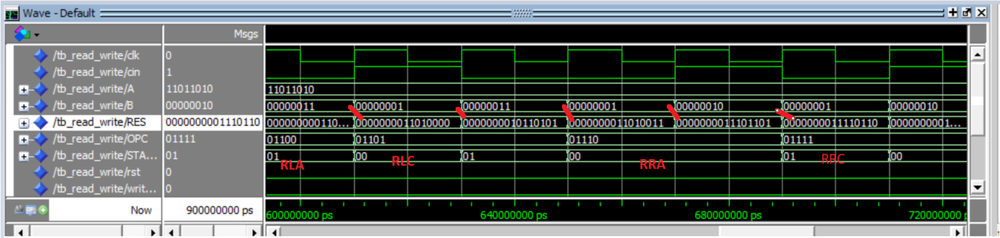 Wave - Default
Msgs
/tb_read_write/clk 0
/tb_read_write/cin 1
/tb_read_write/A 11011010 11011010
/tb_read_write/B 00000010 00000011 00000001 00000011 00000001 00000010 00000001 00000010
/tb_read_write/RES 0000000001110110 000000000110... 0000000011010000 0000000010110101 0000000011010011 0000000011101101 0000000011110110 0000000001...
/tb_read_write/OPC 01111 01100 01101 01110 01111
/tb_read_write/STA... 01 01 00 01 00 01 00
RLA RLC RRA RRC
/tb_read_write/rst 0
/tb_read_write/writ... 0
Now 900000000 ps 600000000 ps 640000000 ps 680000000 ps 720000000 p